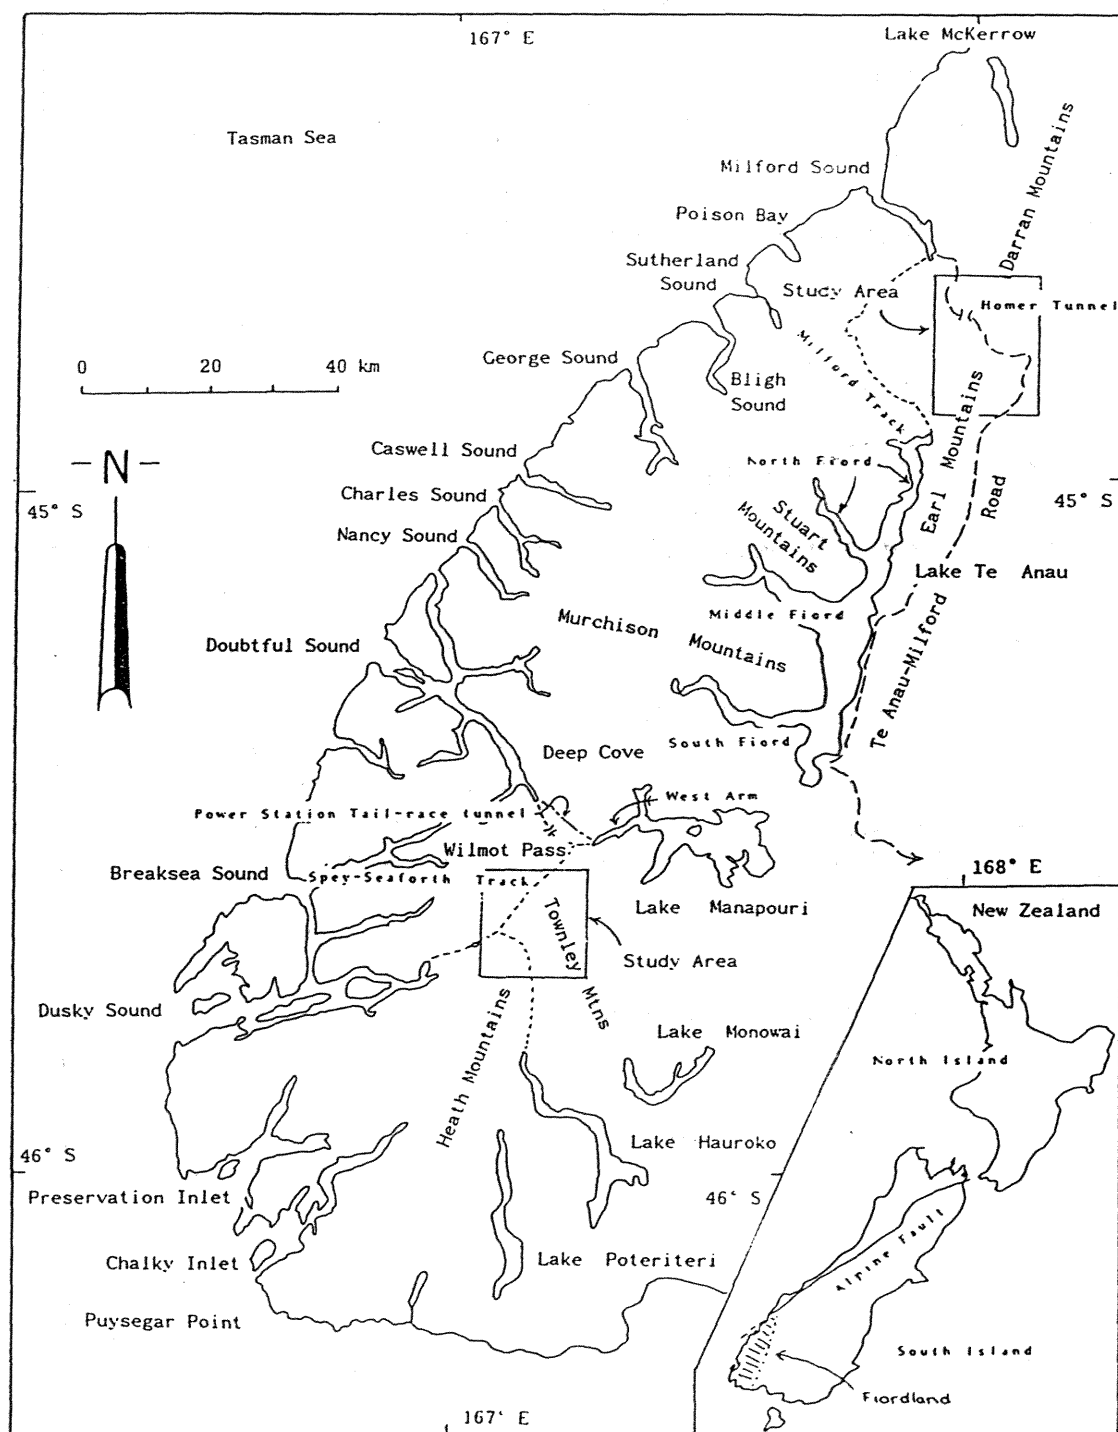 167° E
Lake McKerrow
Tasman Sea
Darran Mountains
Milford Sound
Poison Bay
Sutherland
Sound
Study Area
Homer Tunnel
Milford Track
George Sound
0 20 40 km
Bligh
Sound
Earl Mountains
Caswell Sound
N
North Fiord
Charles Sound
45° S
45° S
Road
Stuart
Mountains
Nancy Sound
Lake Te Anau
Middle Fiord
Murchison
Mountains
Doubtful Sound
Te Anau-Milford
South Fiord
Deep Cove
West Arm
Power Station Tail-race tunnel
Wilmot Pass
Breaksea Sound
Spey-Seaforth Track
168° E
Lake Manapouri
New Zealand
Townley
Mtns
Study Area
Dusky Sound
Heath Mountains
Lake Monowai
North Island
Lake Hauroko
46° S
46° S
Preservation Inlet
Alpine Fault
Chalky Inlet
Lake Poteriteri
Puysegar Point
South Island
Fiordland
167° E